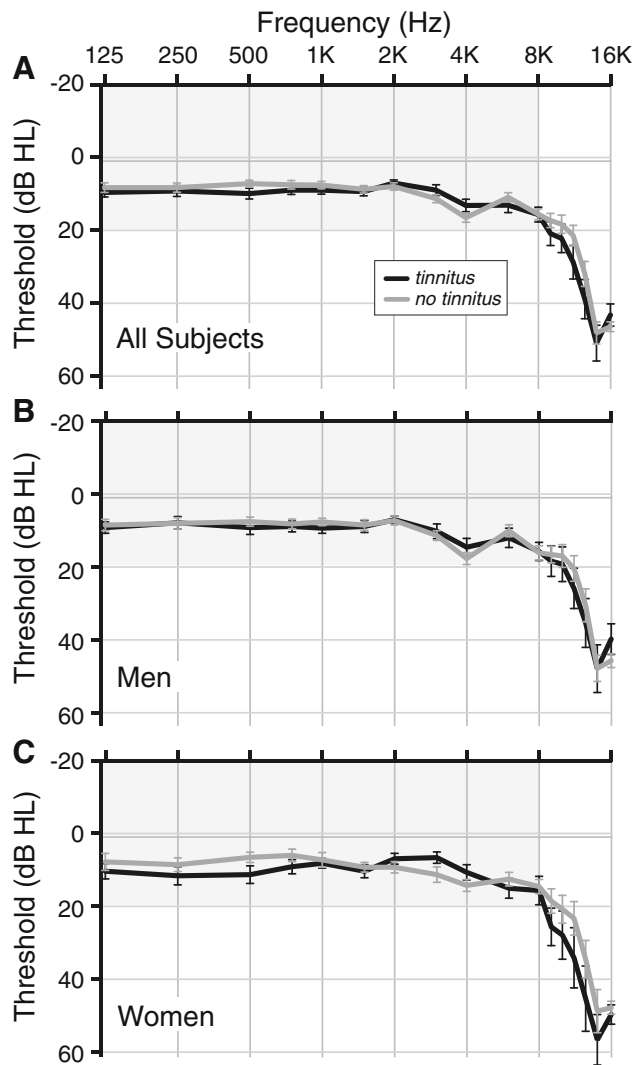 Frequency (Hz)
125 250 500 1K 2K 4K 8K 16K
A
-20
0
20
40
60
Threshold (dB HL)
tinnitus
no tinnitus
All Subjects
B
-20
0
20
40
60
Threshold (dB HL)
Men
C
-20
0
20
40
60
Threshold (dB HL)
Women